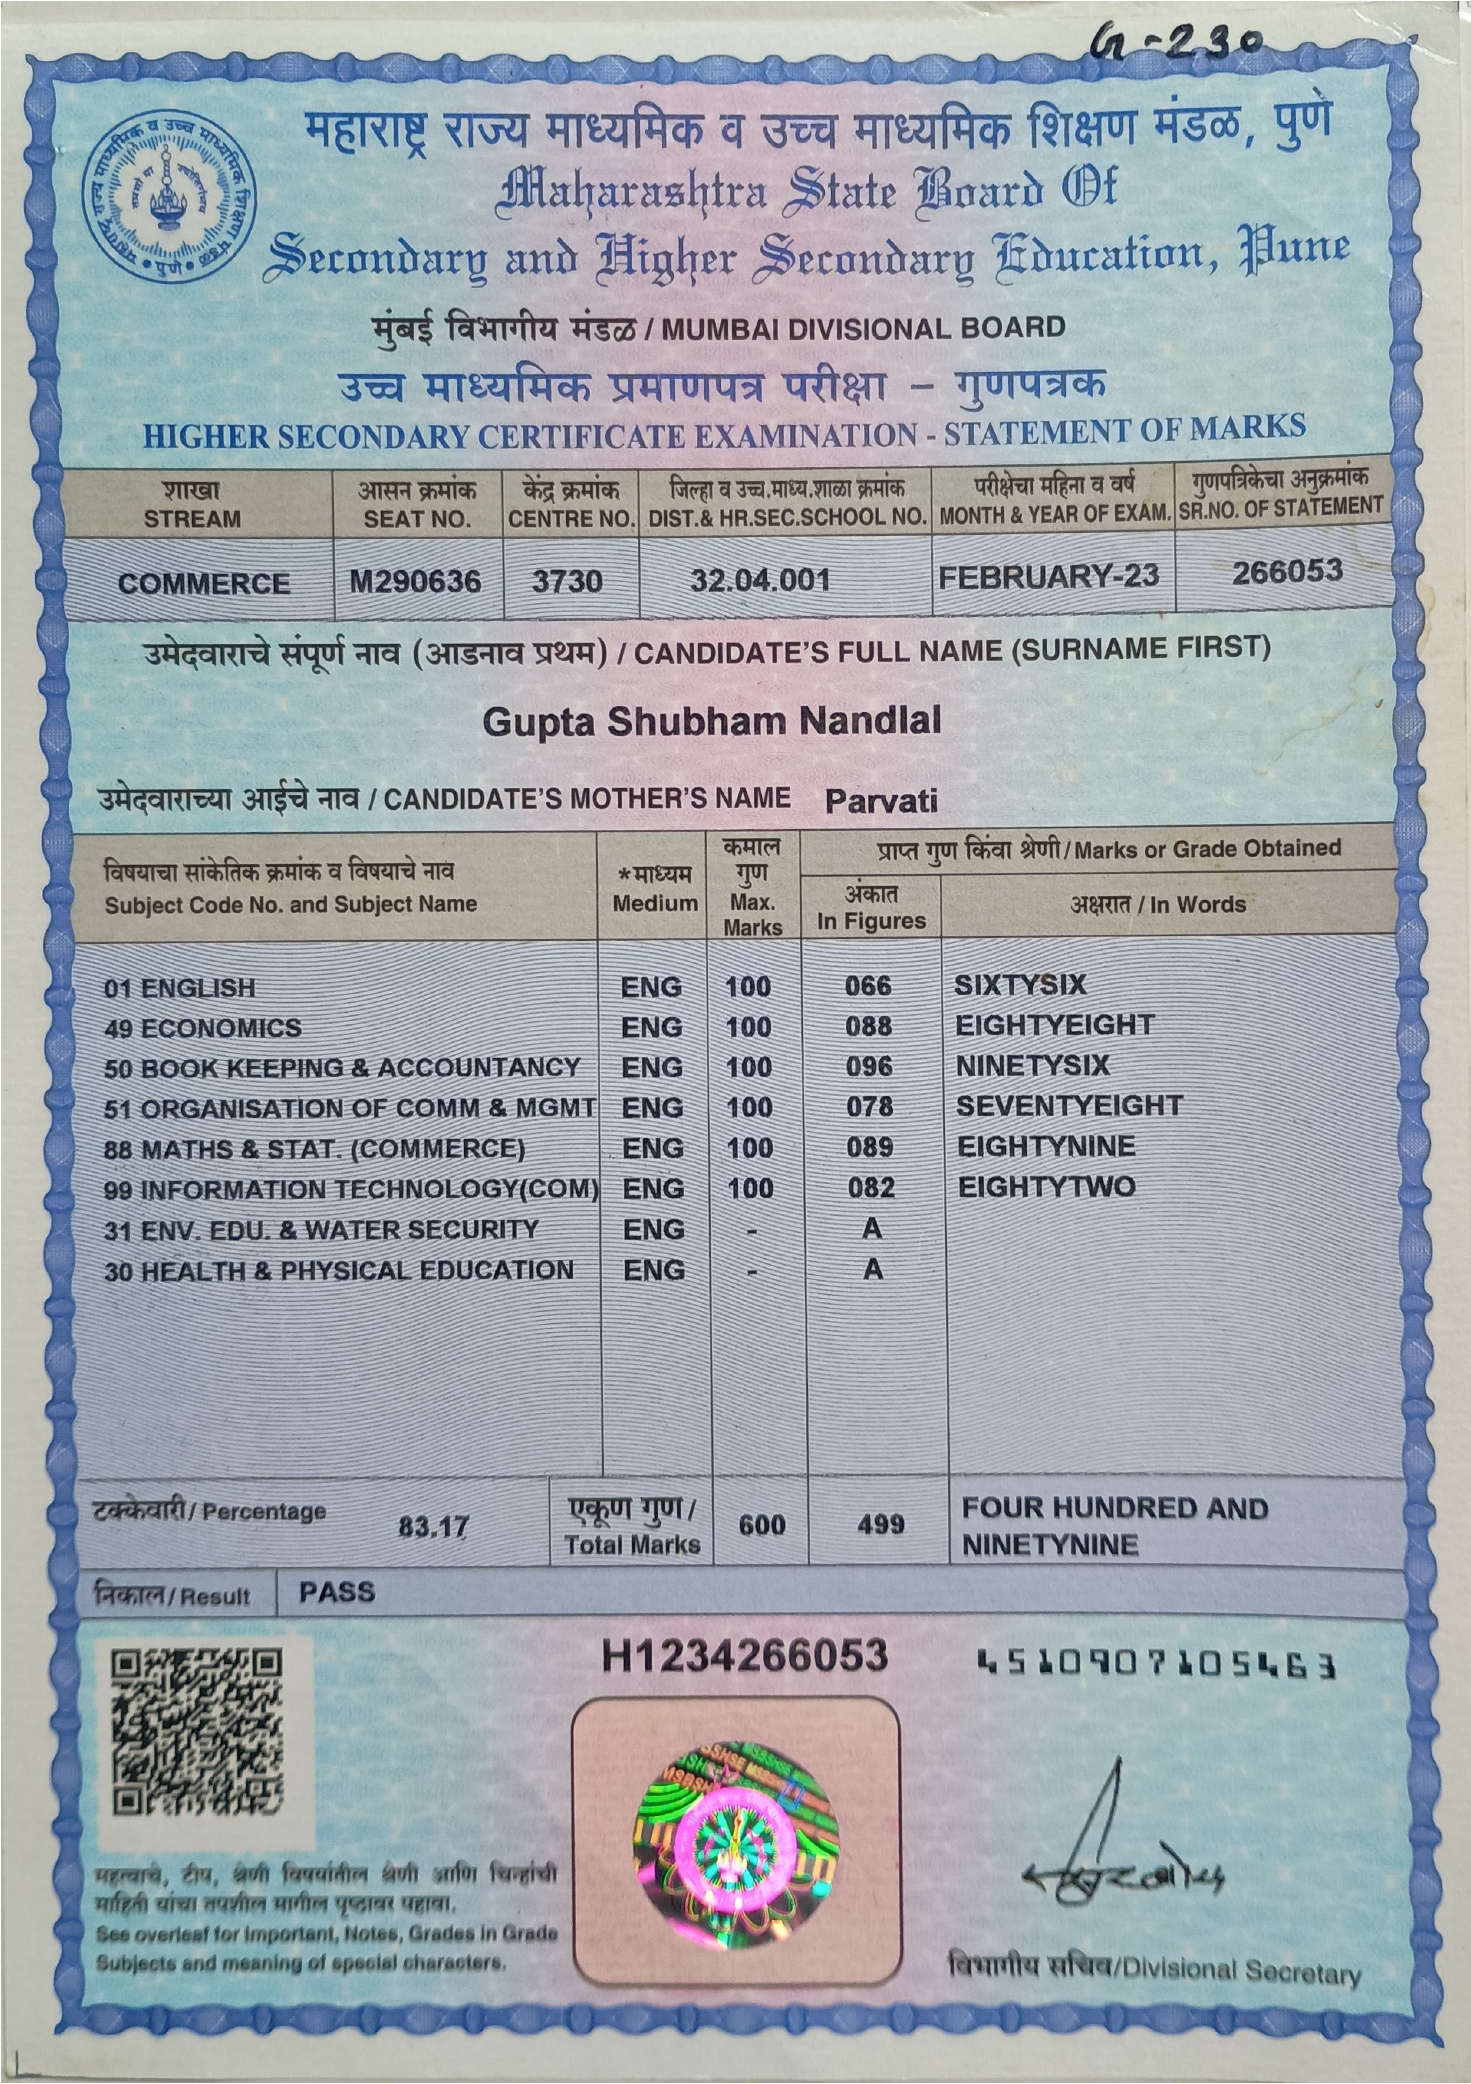 G-230
महाराष्ट्र राज्य माध्यमिक व उच्च माध्यमिक शिक्षण मंडळ, पुणे
Maharashtra State Board Of
Secondary and Higher Secondary Education, Pune
मुंबई विभागीय मंडळ / MUMBAI DIVISIONAL BOARD
उच्च माध्यमिक प्रमाणपत्र परीक्षा – गुणपत्रक
HIGHER SECONDARY CERTIFICATE EXAMINATION - STATEMENT OF MARKS
शाखा आसन क्रमांक केंद्र क्रमांक जिल्हा व उच्च.माध्य.शाळा क्रमांक परीक्षेचा महिना व वर्ष गुणपत्रिकेचा अनुक्रमांक
STREAM SEAT NO. CENTRE NO. DIST.& HR.SEC.SCHOOL NO. MONTH & YEAR OF EXAM. SR.NO. OF STATEMENT
COMMERCE M290636 3730 32.04.001 FEBRUARY-23 266053
उमेदवाराचे संपूर्ण नाव (आडनाव प्रथम) / CANDIDATE'S FULL NAME (SURNAME FIRST)
Gupta Shubham Nandlal
उमेदवाराच्या आईचे नाव / CANDIDATE'S MOTHER'S NAME Parvati
विषयाचा सांकेतिक क्रमांक व विषयाचे नाव
Subject Code No. and Subject Name
*माध्यम
Medium
कमाल
गुण
Max.
Marks
प्राप्त गुण किंवा श्रेणी / Marks or Grade Obtained
अंकात
In Figures
अक्षरात / In Words
01 ENGLISH ENG 100 066 SIXTYSIX
49 ECONOMICS ENG 100 088 EIGHTYEIGHT
50 BOOK KEEPING & ACCOUNTANCY ENG 100 096 NINETYSIX
51 ORGANISATION OF COMM & MGMT ENG 100 078 SEVENTYEIGHT
88 MATHS & STAT. (COMMERCE) ENG 100 089 EIGHTYNINE
99 INFORMATION TECHNOLOGY(COM) ENG 100 082 EIGHTYTWO
31 ENV. EDU. & WATER SECURITY ENG - A
30 HEALTH & PHYSICAL EDUCATION ENG - A
टक्केवारी / Percentage 83.17
एकूण गुण /
Total Marks
600 499
FOUR HUNDRED AND
NINETYNINE
निकाल / Result PASS
H1234266053
4510907105463
महत्वाचे, टीप, श्रेणी विषयांतील श्रेणी आणि चिन्हांची
माहिती यांचा तपशील मागील पृष्ठावर पहावा.
See overleaf for Important, Notes, Grades in Grade
Subjects and meaning of special characters.
विभागीय सचिव/Divisional Secretary